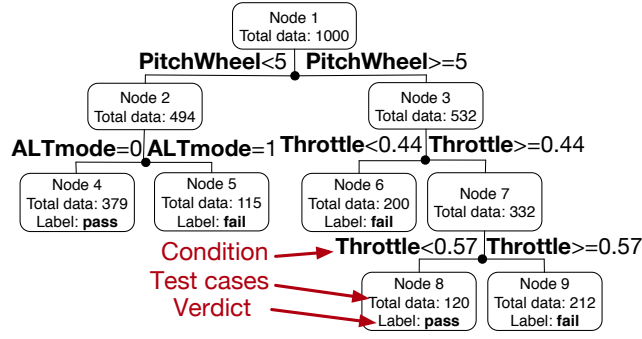 Node 1
Total data: 1000
PitchWheel<5 PitchWheel>=5
Node 2
Total data: 494
Node 3
Total data: 532
ALTmode=0 ALTmode=1 Throttle<0.44 Throttle>=0.44
Node 4
Total data: 379
Label: pass
Node 5
Total data: 115
Label: fail
Node 6
Total data: 200
Label: fail
Node 7
Total data: 332
Condition
Throttle<0.57 Throttle>=0.57
Test cases
Verdict
Node 8
Total data: 120
Label: pass
Node 9
Total data: 212
Label: fail